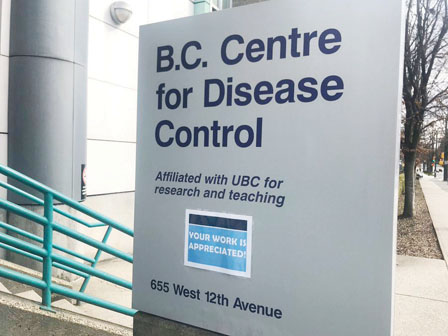 B.C. Centre
for Disease
Control
Affiliated with UBC for
research and teaching
YOUR WORK IS
APPRECIATED!
655 West 12th Avenue